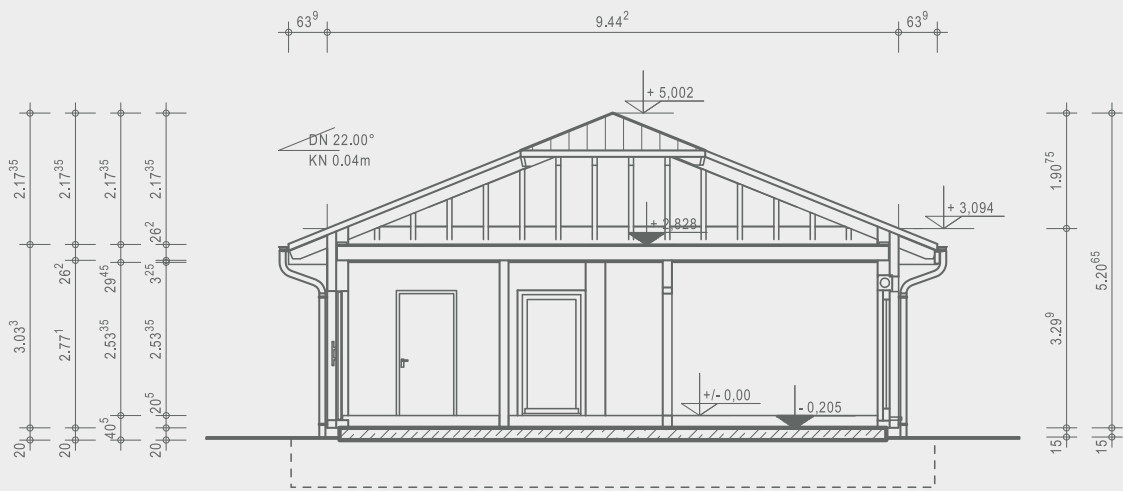 63⁹ 9.44² 63⁹
+ 5,002
DN 22.00°
KN 0.04m
+ 3,094
+ 2,828
+/- 0,00
- 0,205
2.17³⁵ 2.17³⁵ 2.17³⁵ 2.17³⁵
26²
26² 29⁴⁵ 3²⁵
3.03³ 2.77¹ 2.53³⁵ 2.53³⁵
40⁵ 20⁵
20 20 20
1.90⁷⁵
5.20⁶⁵
3.29⁹
15 15